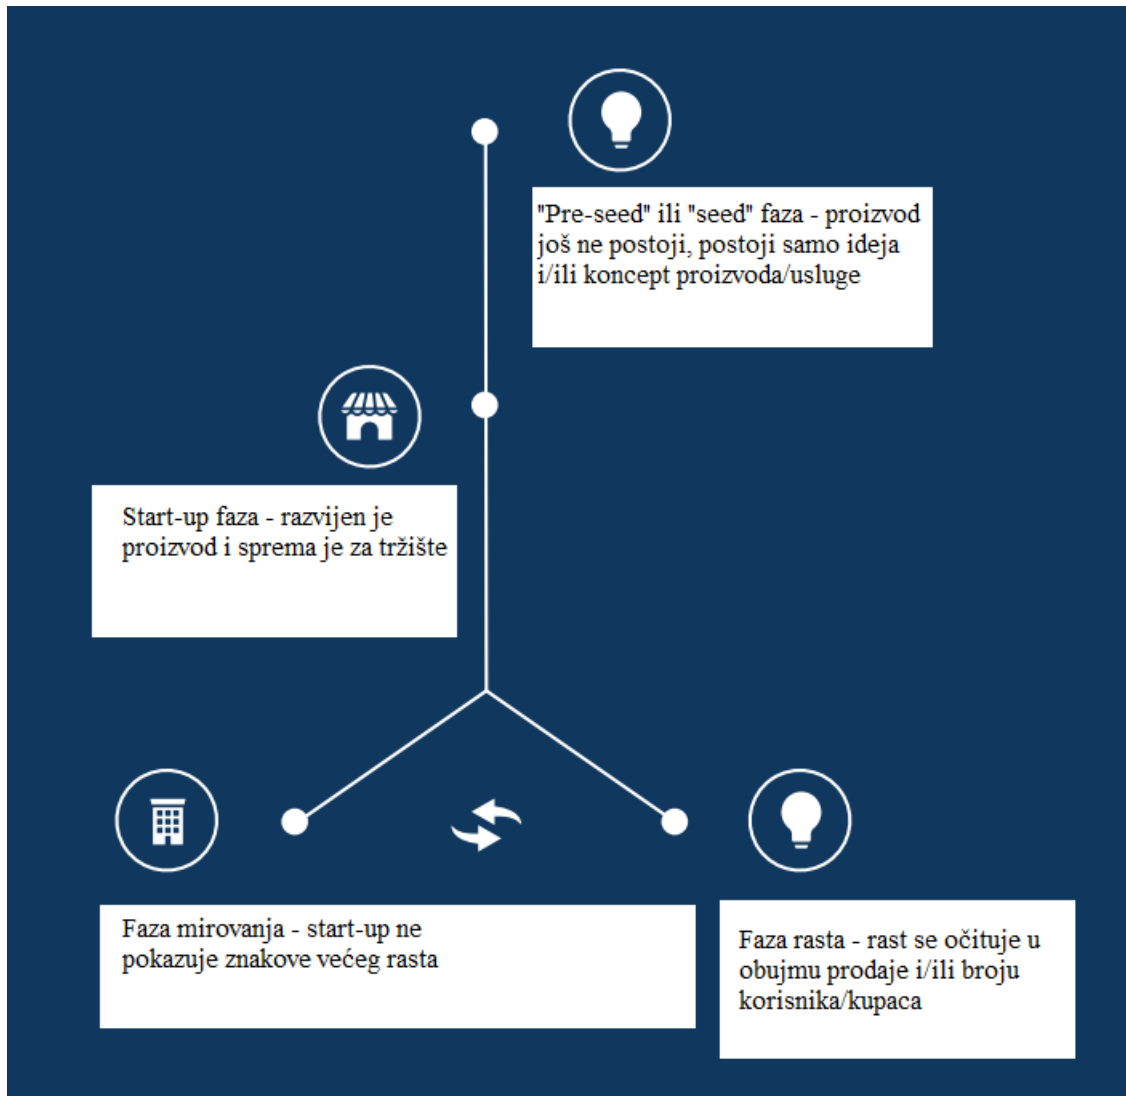 "Pre-seed" ili "seed" faza - proizvod
još ne postoji, postoji samo ideja
i/ili koncept proizvoda/usluge
Start-up faza - razvijen je
proizvod i sprema je za tržište
Faza mirovanja - start-up ne
pokazuje znakove većeg rasta
Faza rasta - rast se očituje u
obujmu prodaje i/ili broju
korisnika/kupaca